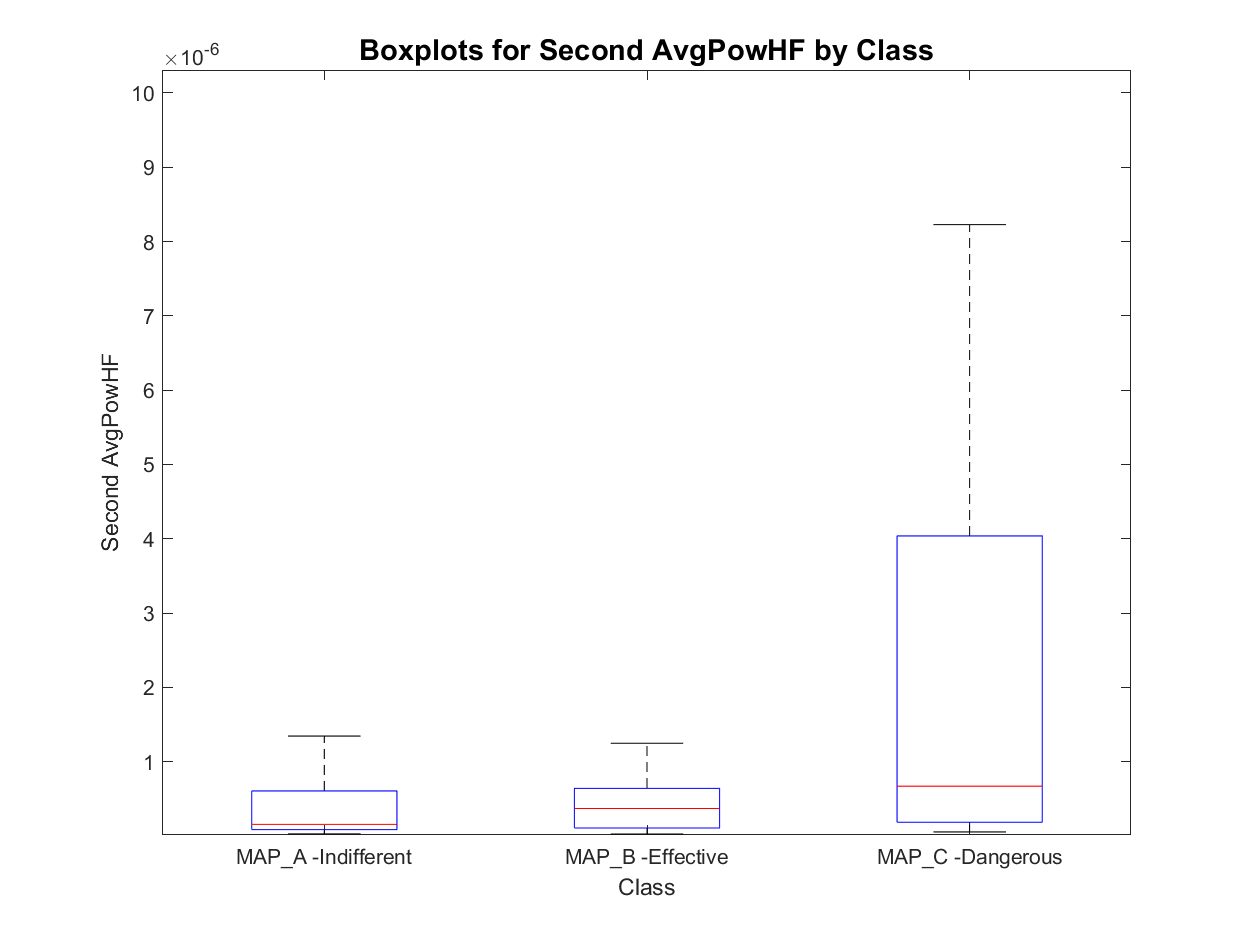 Boxplots for Second AvgPowHF by Class
×10-6
10
9
8
7
6
5
4
3
2
1
Second AvgPowHF
MAP_A -Indifferent
MAP_B -Effective
MAP_C -Dangerous
Class